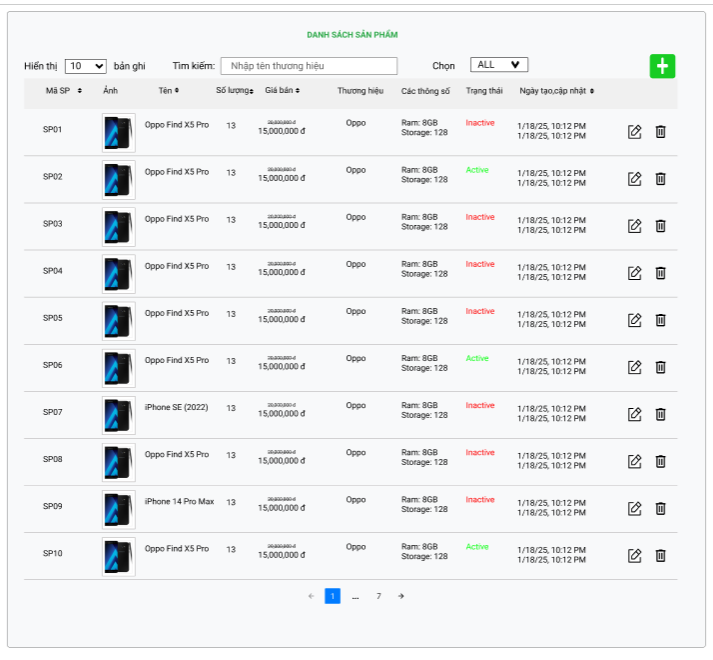 DANH SÁCH SẢN PHẨM
Hiển thị 10 bản ghi Tìm kiếm: Nhập tên thương hiệu Chọn ALL
Mã SP Ảnh Tên Số lượng Giá bán Thương hiệu Các thông số Trạng thái Ngày tạo,cập nhật
SP01 Oppo Find X5 Pro 13 15,000,000 đ Oppo Ram: 8GB Inactive 1/18/25, 10:12 PM
Storage: 128 1/18/25, 10:12 PM
SP02 Oppo Find X5 Pro 13 15,000,000 đ Oppo Ram: 8GB Active 1/18/25, 10:12 PM
Storage: 128 1/18/25, 10:12 PM
SP03 Oppo Find X5 Pro 13 15,000,000 đ Oppo Ram: 8GB Inactive 1/18/25, 10:12 PM
Storage: 128 1/18/25, 10:12 PM
SP04 Oppo Find X5 Pro 13 15,000,000 đ Oppo Ram: 8GB Inactive 1/18/25, 10:12 PM
Storage: 128 1/18/25, 10:12 PM
SP05 Oppo Find X5 Pro 13 15,000,000 đ Oppo Ram: 8GB Inactive 1/18/25, 10:12 PM
Storage: 128 1/18/25, 10:12 PM
SP06 Oppo Find X5 Pro 13 15,000,000 đ Oppo Ram: 8GB Active 1/18/25, 10:12 PM
Storage: 128 1/18/25, 10:12 PM
SP07 iPhone SE (2022) 13 15,000,000 đ Oppo Ram: 8GB Inactive 1/18/25, 10:12 PM
Storage: 128 1/18/25, 10:12 PM
SP08 Oppo Find X5 Pro 13 15,000,000 đ Oppo Ram: 8GB Inactive 1/18/25, 10:12 PM
Storage: 128 1/18/25, 10:12 PM
SP09 iPhone 14 Pro Max 13 15,000,000 đ Oppo Ram: 8GB Inactive 1/18/25, 10:12 PM
Storage: 128 1/18/25, 10:12 PM
SP10 Oppo Find X5 Pro 13 15,000,000 đ Oppo Ram: 8GB Active 1/18/25, 10:12 PM
Storage: 128 1/18/25, 10:12 PM
← 1 ... 7 →